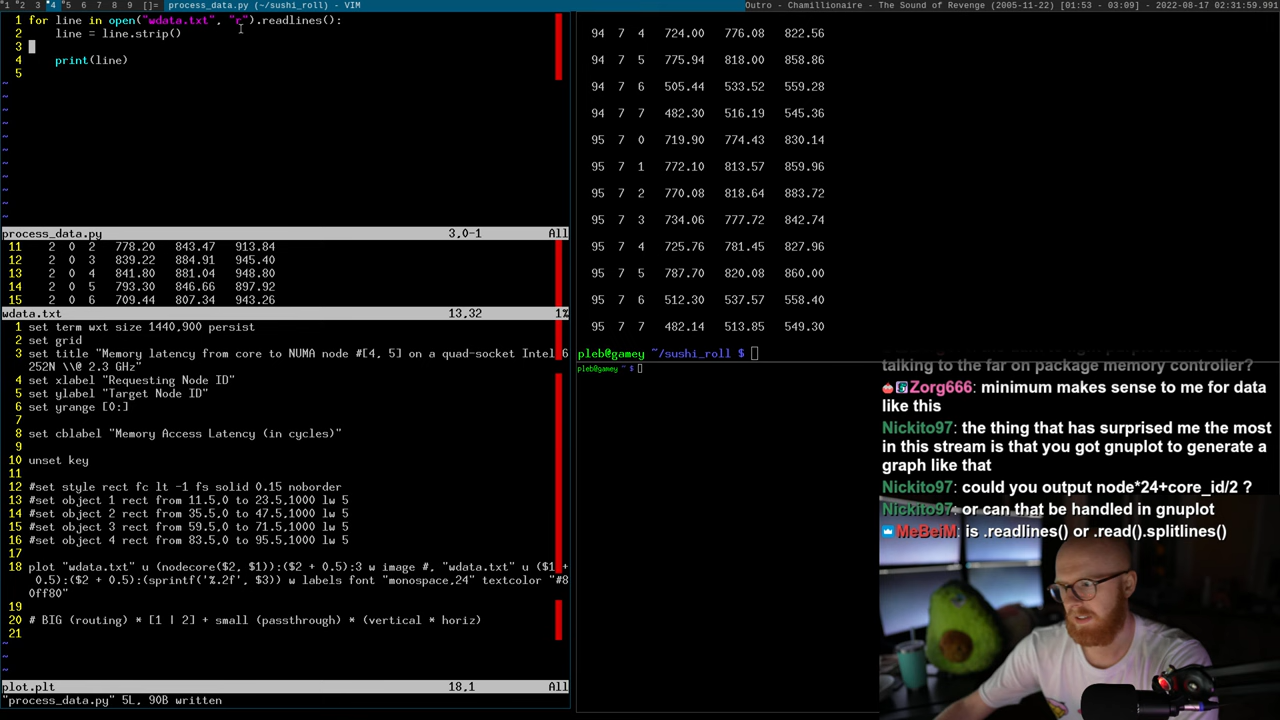 1 2 3 4 5 6 7 8 9 []= process_data.py (~/sushi_roll) - VIM
Outro - Chamillionaire - The Sound of Revenge (2005-11-22) [01:53 - 03:09] - 2022-08-17 02:31:59.991
1 for line in open("wdata.txt", "r").readlines():
2     line = line.strip()
3
4     print(line)
5
~
~
~
~
~
~
~
~
~
~
~
process_data.py 3,0-1 All
11 2 0 2 778.20 843.47 913.84
12 2 0 3 839.22 884.91 945.40
13 2 0 4 841.80 881.04 948.80
14 2 0 5 793.30 846.66 897.92
15 2 0 6 709.44 807.34 943.26
wdata.txt 13,32 1%
1 set term wxt size 1440,900 persist
2 set grid
3 set title "Memory latency from core to NUMA node #[4, 5] on a quad-socket Intel 6
252N \\@ 2.3 GHz"
4 set xlabel "Requesting Node ID"
5 set ylabel "Target Node ID"
6 set yrange [0:]
7
8 set cblabel "Memory Access Latency (in cycles)"
9
10 unset key
11
12 #set style rect fc lt -1 fs solid 0.15 noborder
13 #set object 1 rect from 11.5,0 to 23.5,1000 lw 5
14 #set object 2 rect from 35.5,0 to 47.5,1000 lw 5
15 #set object 3 rect from 59.5,0 to 71.5,1000 lw 5
16 #set object 4 rect from 83.5,0 to 95.5,1000 lw 5
17
18 plot "wdata.txt" u (nodecore($2, $1)):($2 + 0.5):3 w image #, "wdata.txt" u ($1 +
0.5):($2 + 0.5):(sprintf('%.2f', $3)) w labels font "monospace,24" textcolor "#8
0ff80"
19
20 # BIG (routing) * [1 | 2] + small (passthrough) * (vertical * horiz)
21
~
~
plot.plt 18,1 All
"process_data.py" 5L, 90B written
94 7 4 724.00 776.08 822.56
94 7 5 775.94 818.00 858.86
94 7 6 505.44 533.52 559.28
94 7 7 482.30 516.19 545.36
95 7 0 719.90 774.43 830.14
95 7 1 772.10 813.57 859.96
95 7 2 770.08 818.64 883.72
95 7 3 734.06 777.72 842.74
95 7 4 725.76 781.45 827.96
95 7 5 787.70 820.08 860.00
95 7 6 512.30 537.57 558.40
95 7 7 482.14 513.85 549.30
pleb@gamey ~/sushi_roll $
pleb@gamey ~ $
talking to the far on package memory controller?
Zorg666: minimum makes sense to me for data
like this
Nickito97: the thing that has surprised me the most
in this stream is that you got gnuplot to generate a
graph like that
Nickito97: could you output node*24+core_id/2 ?
Nickito97: or can that be handled in gnuplot
MeBeiM: is .readlines() or .read().splitlines()